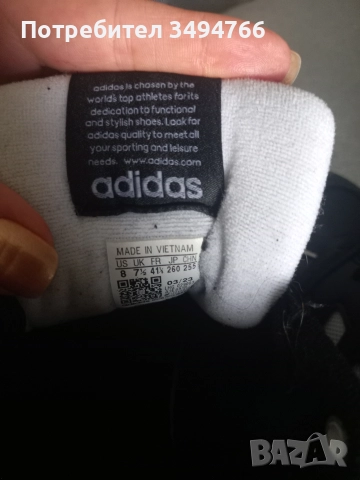 Потребител 3494766
adidas is chosen by the
world's top athletes for its
dedication to functional
and stylish shoes. Look for
adidas quality to meet all
your sporting and leisure
needs. www.adidas.com
adidas
MADE IN VIETNAM
US UK FR JP CHN
8 7½ 41⅓ 260 255
03/23
BAZAR